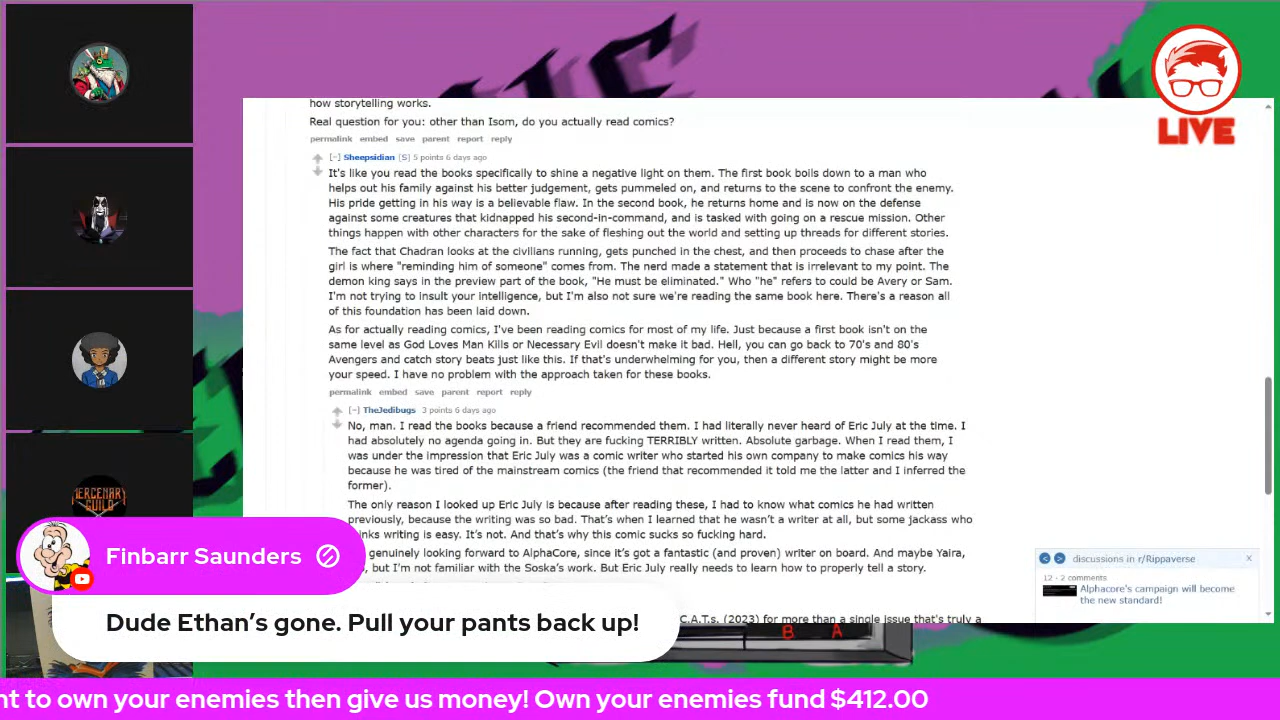 LIVE
how storytelling works.
Real question for you: other than Isom, do you actually read comics?
permalink embed save parent report reply
[-] Sheepsidian [S] 5 points 6 days ago
It's like you read the books specifically to shine a negative light on them. The first book boils down to a man who
helps out his family against his better judgement, gets pummeled on, and returns to the scene to confront the enemy.
His pride getting in his way is a believable flaw. In the second book, he returns home and is now on the defense
against some creatures that kidnapped his second-in-command, and is tasked with going on a rescue mission. Other
things happen with other characters for the sake of fleshing out the world and setting up threads for different stories.
The fact that Chadran looks at the civilians running, gets punched in the chest, and then proceeds to chase after the
girl is where "reminding him of someone" comes from. The nerd made a statement that is irrelevant to my point. The
demon king says in the preview part of the book, "He must be eliminated." Who "he" refers to could be Avery or Sam.
I'm not trying to insult your intelligence, but I'm also not sure we're reading the same book here. There's a reason all
of this foundation has been laid down.
As for actually reading comics, I've been reading comics for most of my life. Just because a first book isn't on the
same level as God Loves Man Kills or Necessary Evil doesn't make it bad. Hell, you can go back to 70's and 80's
Avengers and catch story beats just like this. If that's underwhelming for you, then a different story might be more
your speed. I have no problem with the approach taken for these books.
permalink embed save parent report reply
[-] TheJedibugs 3 points 6 days ago
No, man. I read the books because a friend recommended them. I had literally never heard of Eric July at the time. I
had absolutely no agenda going in. But they are fucking TERRIBLY written. Absolute garbage. When I read them, I
was under the impression that Eric July was a comic writer who started his own company to make comics his way
because he was tired of the mainstream comics (the friend that recommended it told me the latter and I inferred the
former).
The only reason I looked up Eric July is because after reading these, I had to know what comics he had written
previously, because the writing was so bad. That's when I learned that he wasn't a writer at all, but some jackass who
inks writing is easy. It's not. And that's why this comic sucks so fucking hard.
genuinely looking forward to AlphaCore, since it's got a fantastic (and proven) writer on board. And maybe Yaira,
, but I'm not familiar with the Soska's work. But Eric July really needs to learn how to properly tell a story.
C.A.T.s. (2023) for more than a single issue that's truly a
discussions in r/Rippaverse X
12 · 2 comments
Alphacore's campaign will become
the new standard!
MERCENARY
GUILD
Finbarr Saunders
Dude Ethan's gone. Pull your pants back up!
B A
nt to own your enemies then give us money! Own your enemies fund $412.00